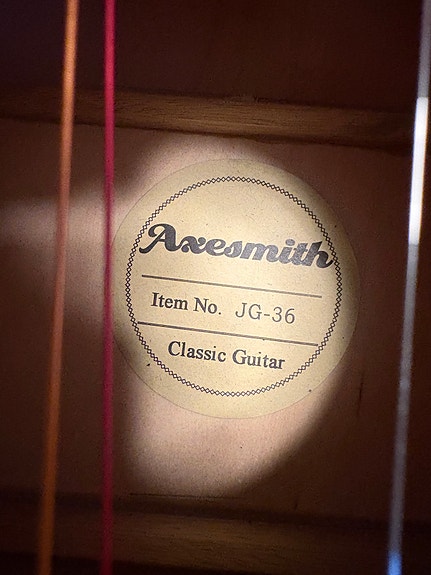 Axesmith
Item No. JG-36
Classic Guitar